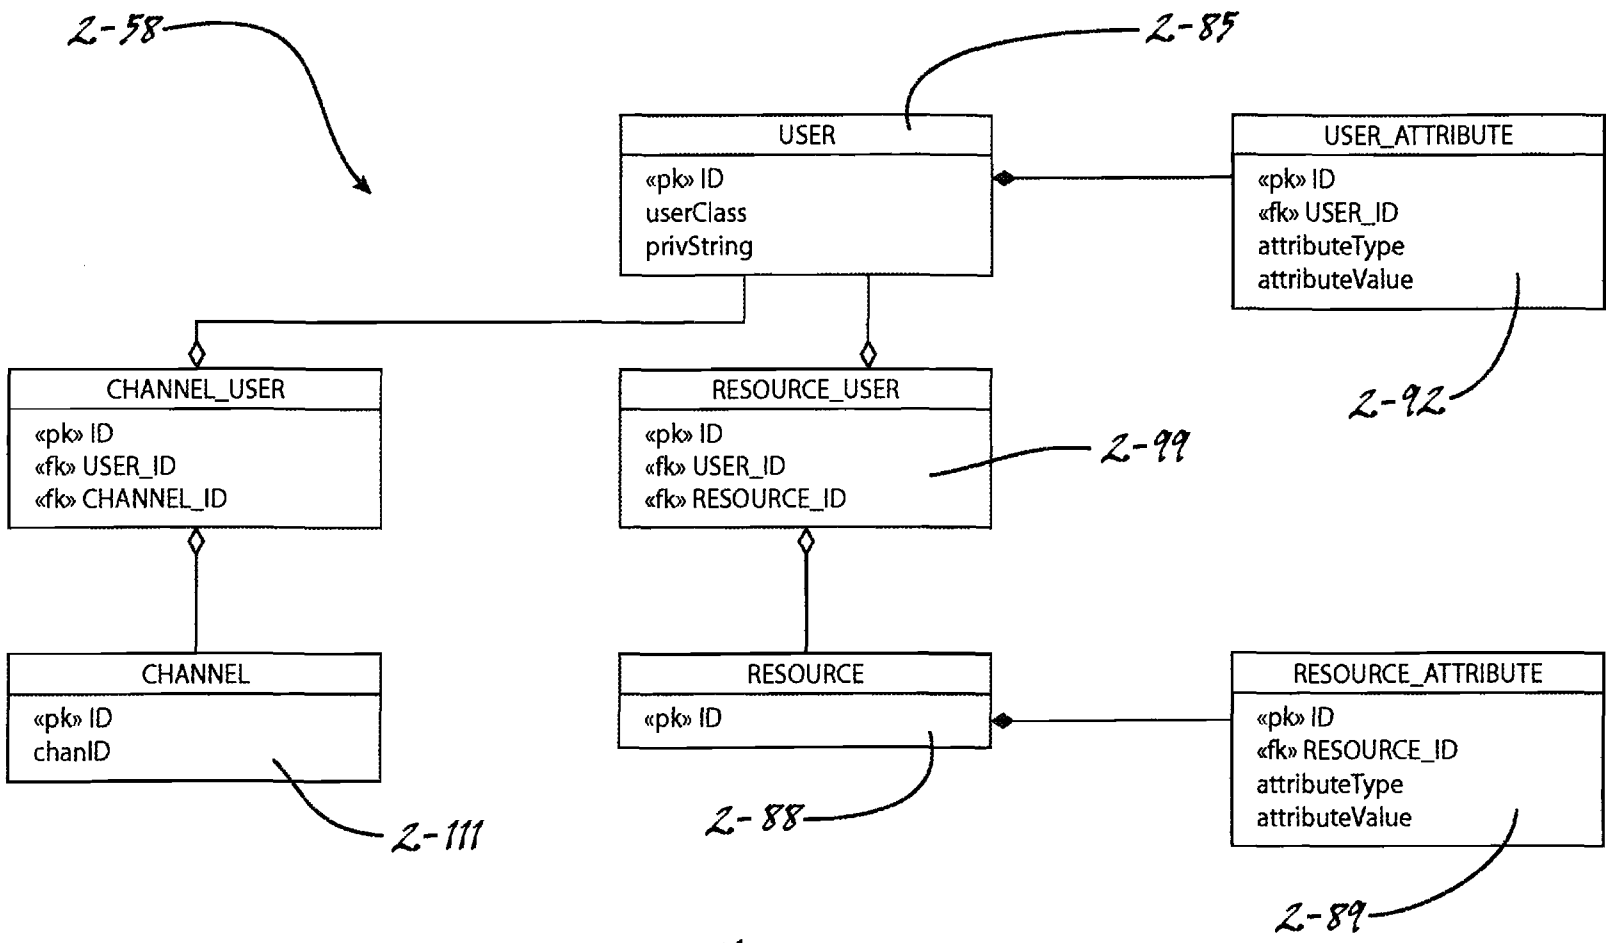 2-58
2-85
USER
«pk» ID
userClass
privString
USER_ATTRIBUTE
«pk» ID
«fk» USER_ID
attributeType
attributeValue
2-92
CHANNEL_USER
«pk» ID
«fk» USER_ID
«fk» CHANNEL_ID
RESOURCE_USER
«pk» ID
«fk» USER_ID
«fk» RESOURCE_ID
2-99
CHANNEL
«pk» ID
chanID
2-111
RESOURCE
«pk» ID
2-88
RESOURCE_ATTRIBUTE
«pk» ID
«fk» RESOURCE_ID
attributeType
attributeValue
2-89